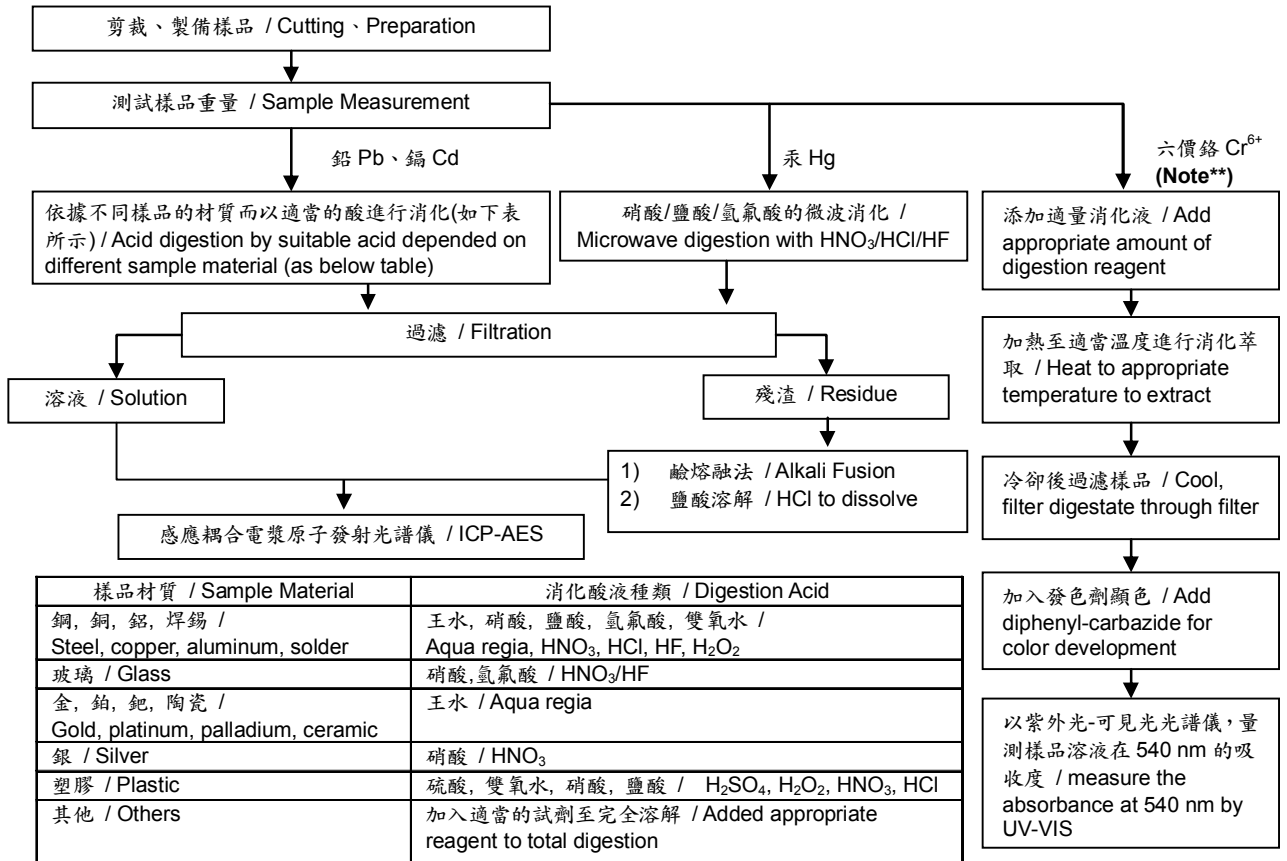 剪裁、製備樣品 / Cutting、Preparation
測試樣品重量 / Sample Measurement
鉛 Pb、鎘 Cd
汞 Hg
六價鉻 Cr⁶⁺
(Note**)
依據不同樣品的材質而以適當的酸進行消化(如下表
所示) / Acid digestion by suitable acid depended on
different sample material (as below table)
硝酸/鹽酸/氫氟酸的微波消化 /
Microwave digestion with HNO₃/HCl/HF
添加適量消化液 / Add
appropriate amount of
digestion reagent
過濾 / Filtration
加熱至適當溫度進行消化萃
取 / Heat to appropriate
temperature to extract
溶液 / Solution
殘渣 / Residue
1) 鹼熔融法 / Alkali Fusion
2) 鹽酸溶解 / HCl to dissolve
冷卻後過濾樣品 / Cool,
filter digestate through filter
感應耦合電漿原子發射光譜儀 / ICP-AES
加入發色劑顯色 / Add
diphenyl-carbazide for
color development
以紫外光-可見光光譜儀，量
測樣品溶液在 540 nm 的吸
收度 / measure the
absorbance at 540 nm by
UV-VIS
樣品材質 / Sample Material 消化酸液種類 / Digestion Acid
鋼, 銅, 鋁, 焊錫 / 王水, 硝酸, 鹽酸, 氫氟酸, 雙氧水 /
Steel, copper, aluminum, solder Aqua regia, HNO₃, HCl, HF, H₂O₂
玻璃 / Glass 硝酸,氫氟酸 / HNO₃/HF
金, 鉑, 鈀, 陶瓷 / 王水 / Aqua regia
Gold, platinum, palladium, ceramic
銀 / Silver 硝酸 / HNO₃
塑膠 / Plastic 硫酸, 雙氧水, 硝酸, 鹽酸 / H₂SO₄, H₂O₂, HNO₃, HCl
其他 / Others 加入適當的試劑至完全溶解 / Added appropriate
reagent to total digestion